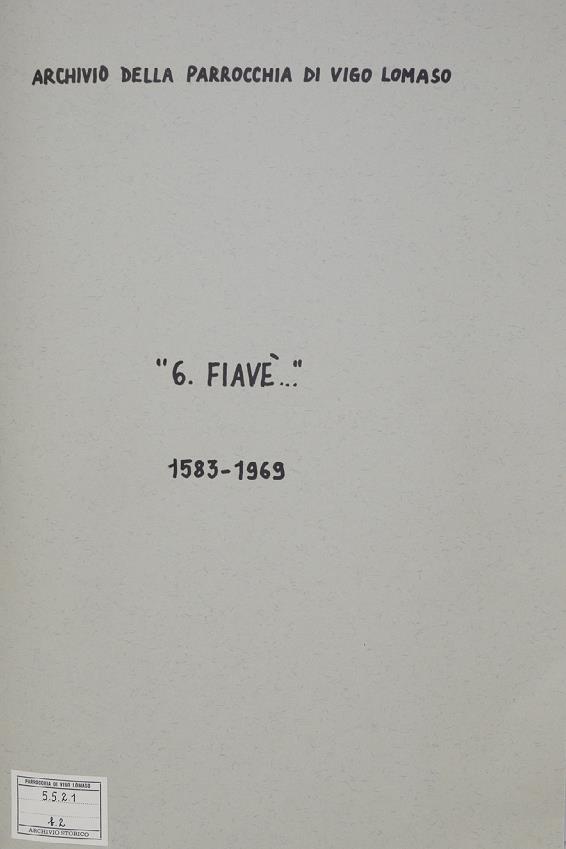 ARCHIVIO DELLA PARROCCHIA DI VIGO LOMASO
"6. FIAVÈ..."
1583-1969
PARROCCHIA DI VIGO LOMASO
5.5.2.1
b.2
ARCHIVIO STORICO